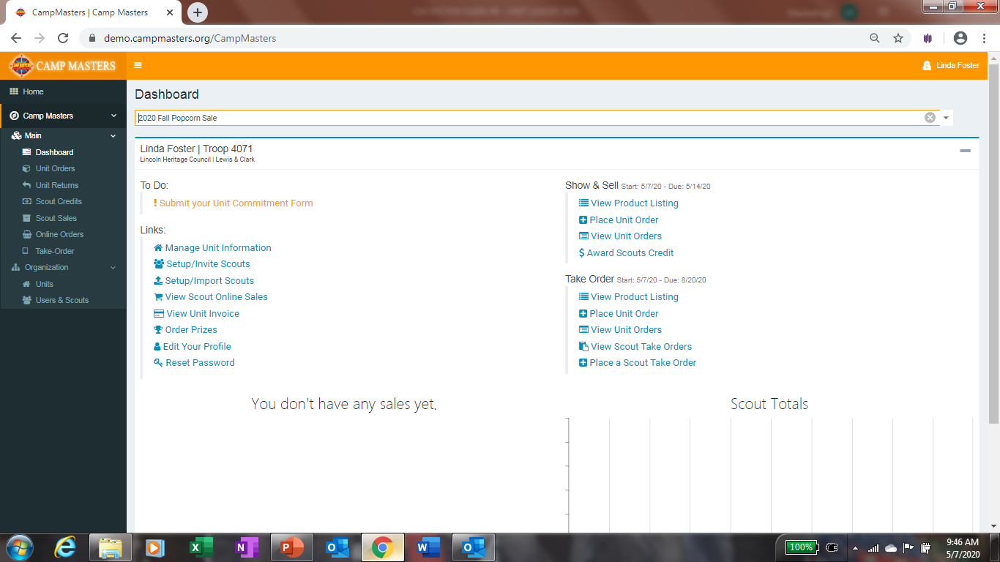 CampMasters | Camp Masters
demo.campmasters.org/CampMasters
CAMP MASTERS
Linda Foster
Home
Camp Masters
Main
Dashboard
Unit Orders
Unit Returns
Scout Credits
Scout Sales
Online Orders
Take-Order
Organization
Units
Users & Scouts
Dashboard
2020 Fall Popcorn Sale
Linda Foster | Troop 4071
Lincoln Heritage Council | Lewis & Clark
To Do:
! Submit your Unit Commitment Form
Links:
Manage Unit Information
Setup/Invite Scouts
Setup/Import Scouts
View Scout Online Sales
View Unit Invoice
Order Prizes
Edit Your Profile
Reset Password
Show & Sell Start: 5/7/20 - Due: 5/14/20
View Product Listing
Place Unit Order
View Unit Orders
$ Award Scouts Credit
Take Order Start: 5/7/20 - Due: 8/20/20
View Product Listing
Place Unit Order
View Unit Orders
View Scout Take Orders
Place a Scout Take Order
You don't have any sales yet.
Scout Totals
100%
9:46 AM
5/7/2020